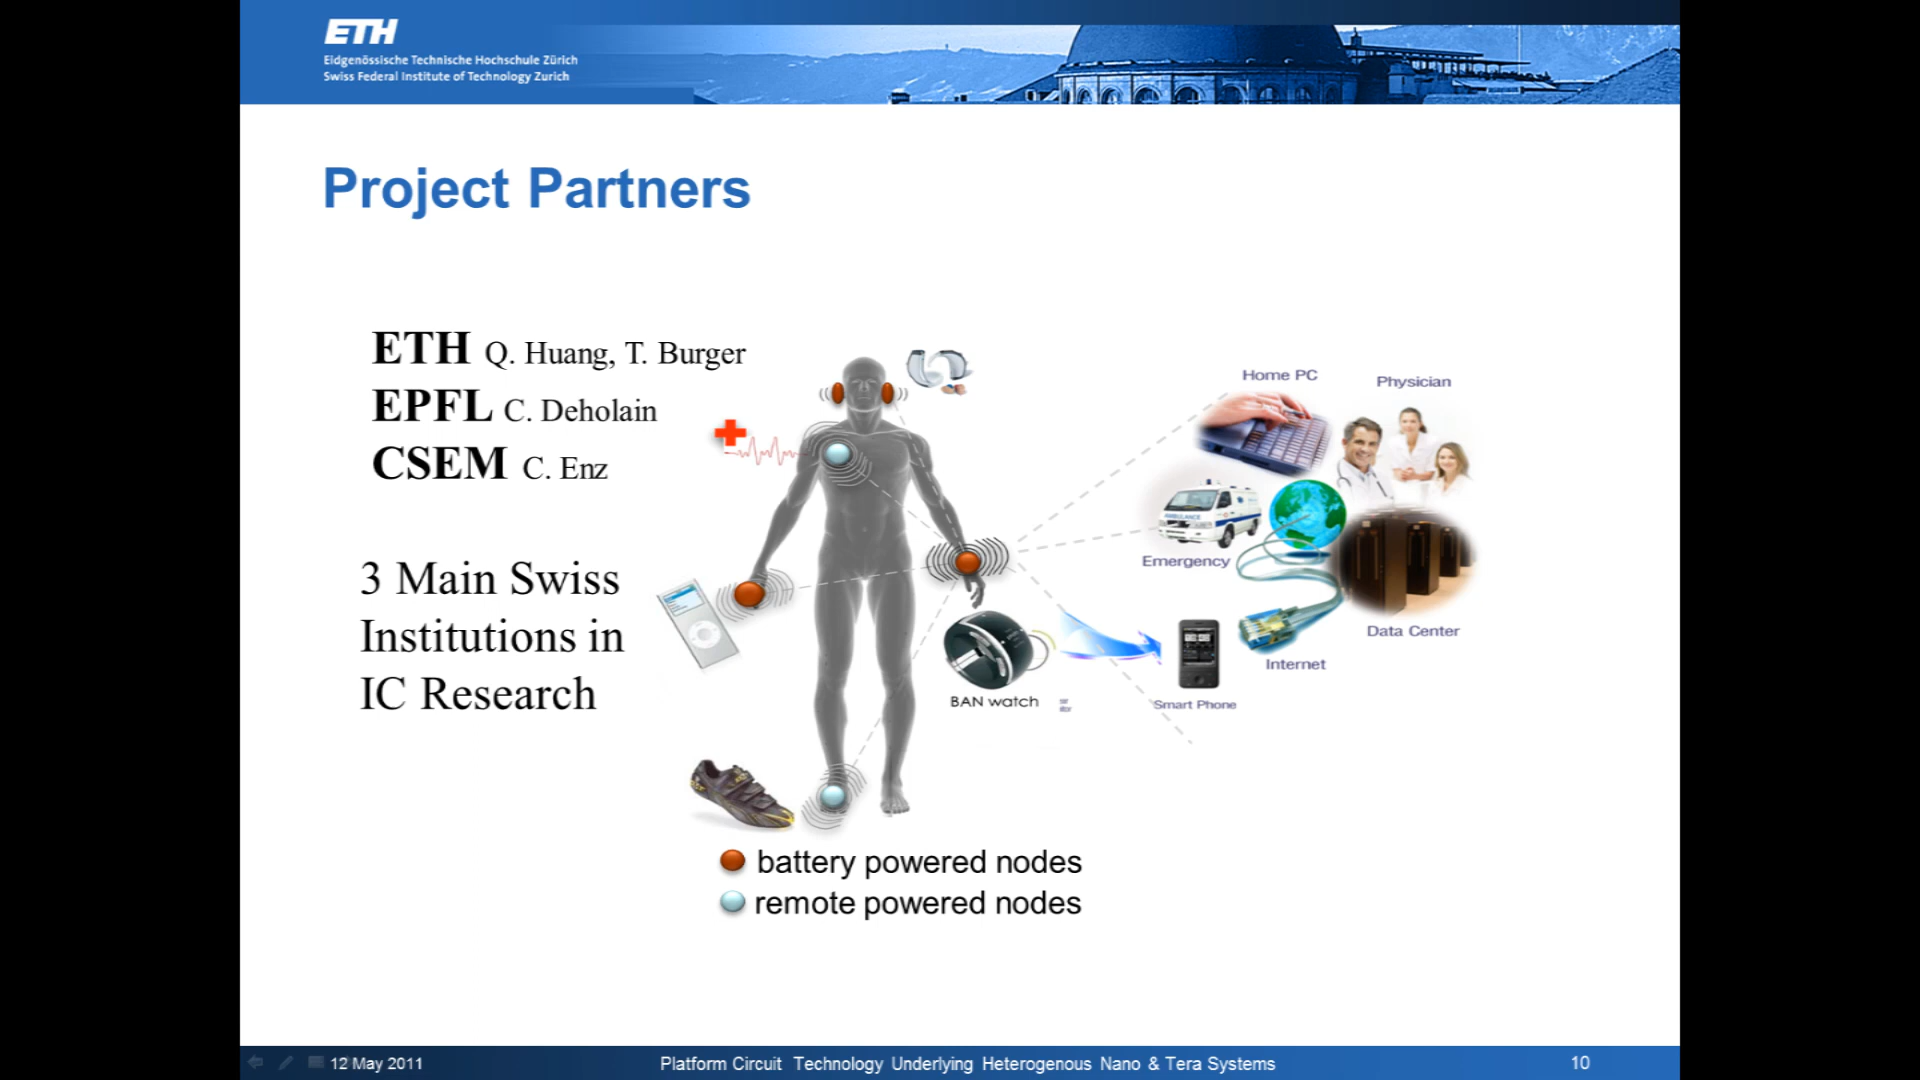 ETH
Eidgenössische Technische Hochschule Zürich
Swiss Federal Institute of Technology Zurich
Project Partners
ETH Q. Huang, T. Burger
EPFL C. Deholain
CSEM C. Enz
3 Main Swiss
Institutions in
IC Research
Home PC
Physician
AMBULANCE
Emergency
Data Center
Internet
BAN watch
Smart Phone
battery powered nodes
remote powered nodes
12 May 2011
Platform Circuit Technology Underlying Heterogenous Nano & Tera Systems
10